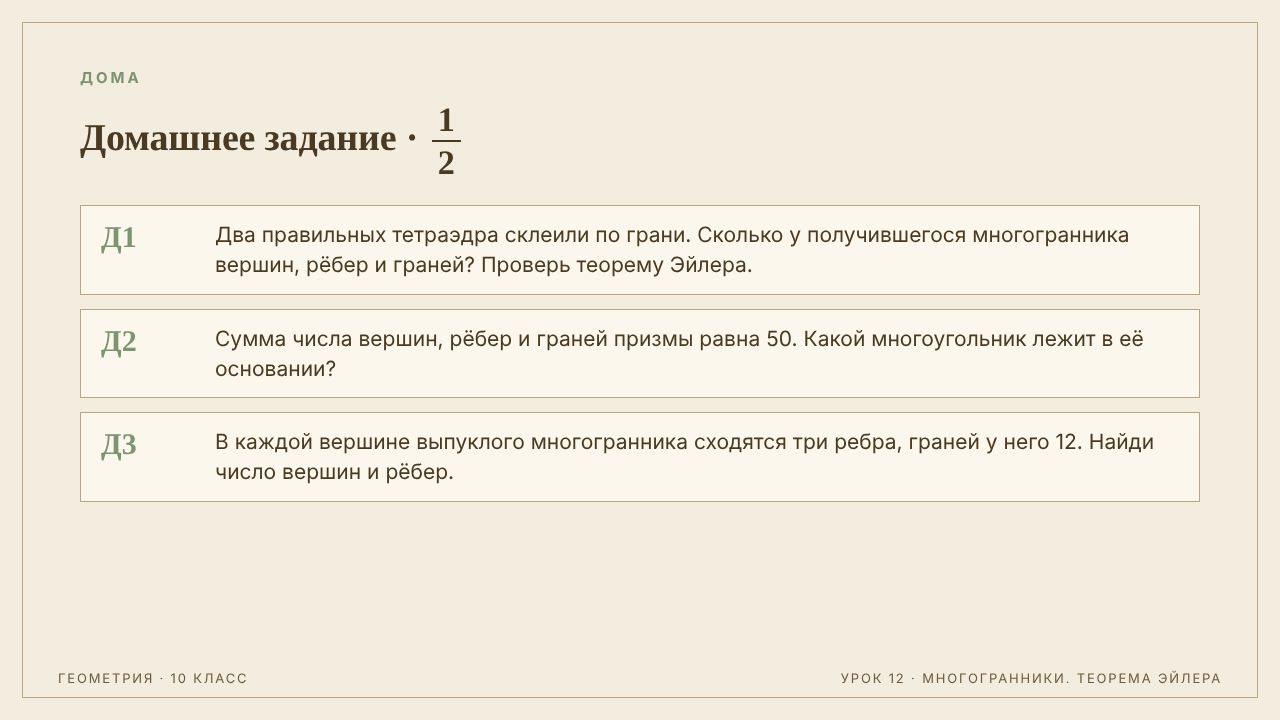 ДОМА
Домашнее задание · 1/2
Д1
Два правильных тетраэдра склеили по грани. Сколько у получившегося многогранника
вершин, рёбер и граней? Проверь теорему Эйлера.
Д2
Сумма числа вершин, рёбер и граней призмы равна 50. Какой многоугольник лежит в её
основании?
Д3
В каждой вершине выпуклого многогранника сходятся три ребра, граней у него 12. Найди
число вершин и рёбер.
ГЕОМЕТРИЯ · 10 КЛАСС
УРОК 12 · МНОГОГРАННИКИ. ТЕОРЕМА ЭЙЛЕРА